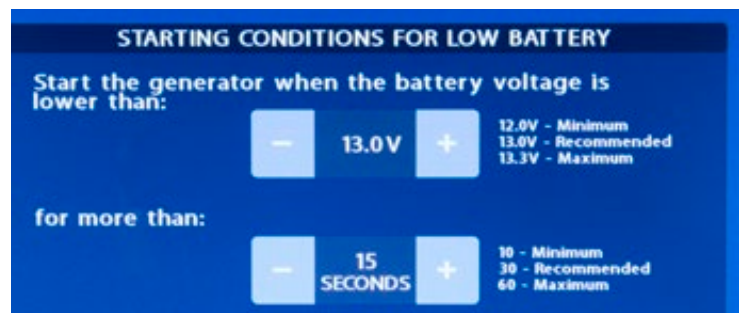 STARTING CONDITIONS FOR LOW BATTERY
Start the generator when the battery voltage is
lower than:
− 13.0V +
12.0V - Minimum
13.0V - Recommended
13.3V - Maximum
for more than:
− 15 +
SECONDS
10 - Minimum
30 - Recommended
60 - Maximum